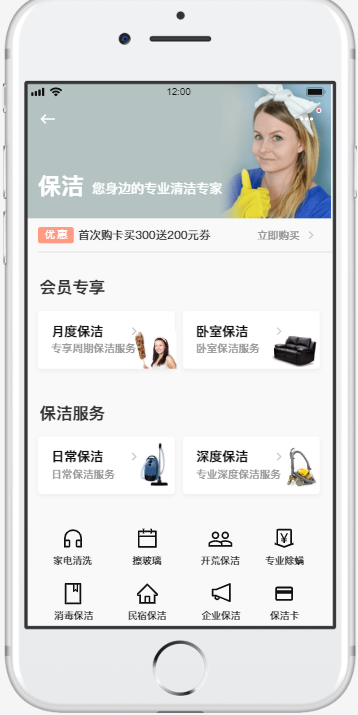 12:00
保洁 您身边的专业清洁专家
优惠 首次购卡买300送200元券 立即购买
会员专享
月度保洁 卧室保洁
专享周期保洁服务 卧室保洁服务
保洁服务
日常保洁 深度保洁
日常保洁服务 专业深度保洁服务
家电清洗 擦玻璃 开荒保洁 专业除螨
消毒保洁 民宿保洁 企业保洁 保洁卡